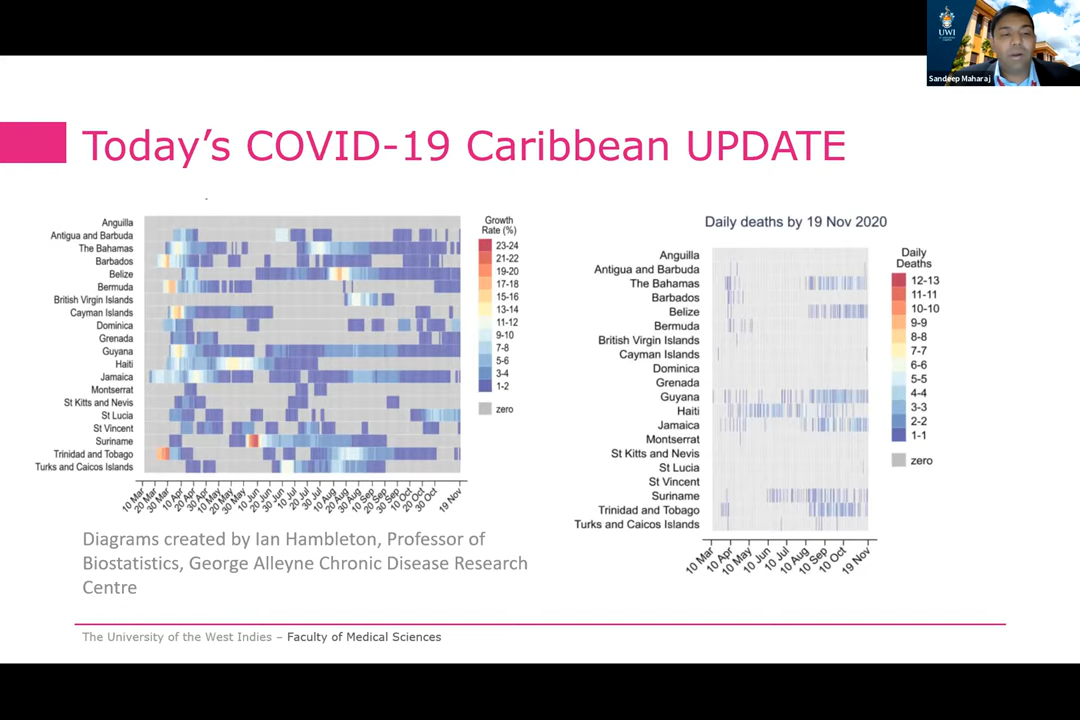 UWI
Sandeep Maharaj
Today's COVID-19 Caribbean UPDATE
Anguilla
Antigua and Barbuda
The Bahamas
Barbados
Belize
Bermuda
British Virgin Islands
Cayman Islands
Dominica
Grenada
Guyana
Haiti
Jamaica
Montserrat
St Kitts and Nevis
St Lucia
St Vincent
Suriname
Trinidad and Tobago
Turks and Caicos Islands
10 Mar
20 Mar
30 Mar
10 Apr
20 Apr
30 Apr
10 May
20 May
30 May
10 Jun
20 Jun
30 Jun
10 Jul
20 Jul
30 Jul
10 Aug
20 Aug
30 Aug
10 Sep
20 Sep
30 Sep
10 Oct
20 Oct
30 Oct
19 Nov
Growth
Rate (%)
23-24
21-22
19-20
17-18
15-16
13-14
11-12
9-10
7-8
5-6
3-4
1-2
zero
Daily deaths by 19 Nov 2020
Anguilla
Antigua and Barbuda
The Bahamas
Barbados
Belize
Bermuda
British Virgin Islands
Cayman Islands
Dominica
Grenada
Guyana
Haiti
Jamaica
Montserrat
St Kitts and Nevis
St Lucia
St Vincent
Suriname
Trinidad and Tobago
Turks and Caicos Islands
10 Mar
10 Apr
10 May
10 Jun
10 Jul
10 Aug
10 Sep
10 Oct
19 Nov
Daily
Deaths
12-13
11-11
10-10
9-9
8-8
7-7
6-6
5-5
4-4
3-3
2-2
1-1
zero
Diagrams created by Ian Hambleton, Professor of
Biostatistics, George Alleyne Chronic Disease Research
Centre
The University of the West Indies – Faculty of Medical Sciences